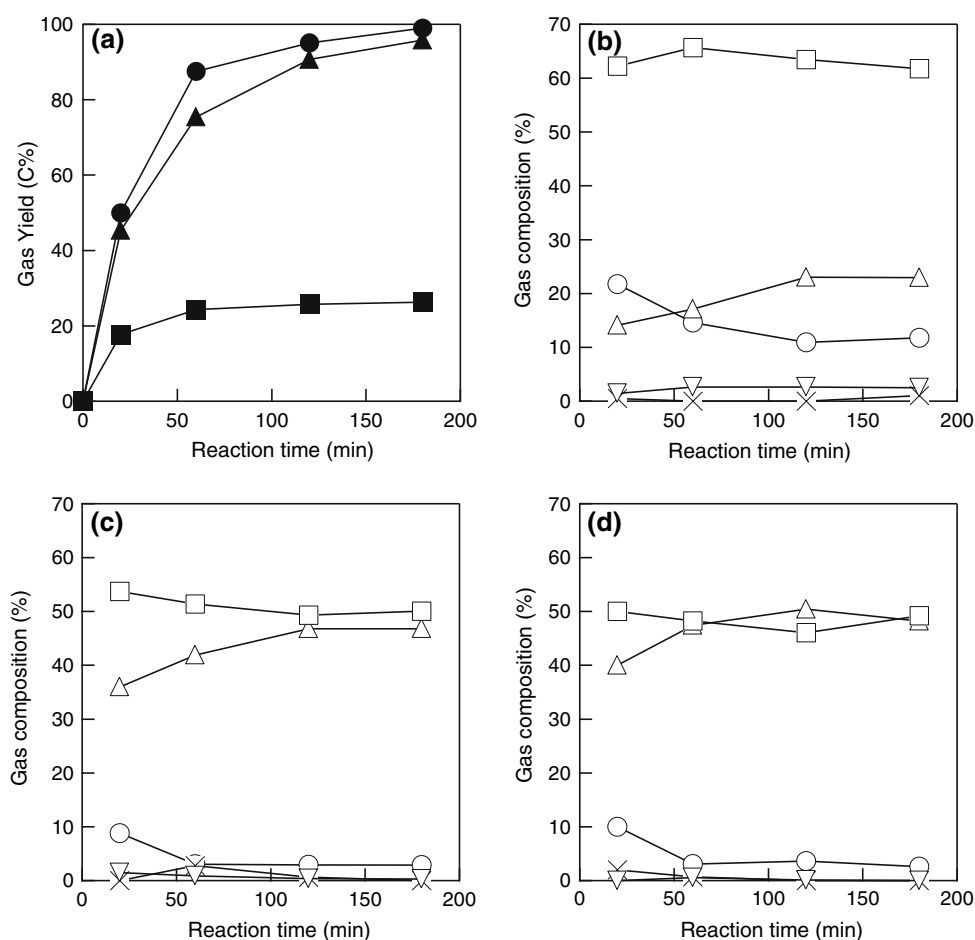 (a)
100
80
60
40
20
0
Gas Yield (C%)
0 50 100 150 200
Reaction time (min)
(b)
70
60
50
40
30
20
10
0
Gas composition (%)
0 50 100 150 200
Reaction time (min)
(c)
70
60
50
40
30
20
10
0
Gas composition (%)
0 50 100 150 200
Reaction time (min)
(d)
70
60
50
40
30
20
10
0
Gas composition (%)
0 50 100 150 200
Reaction time (min)